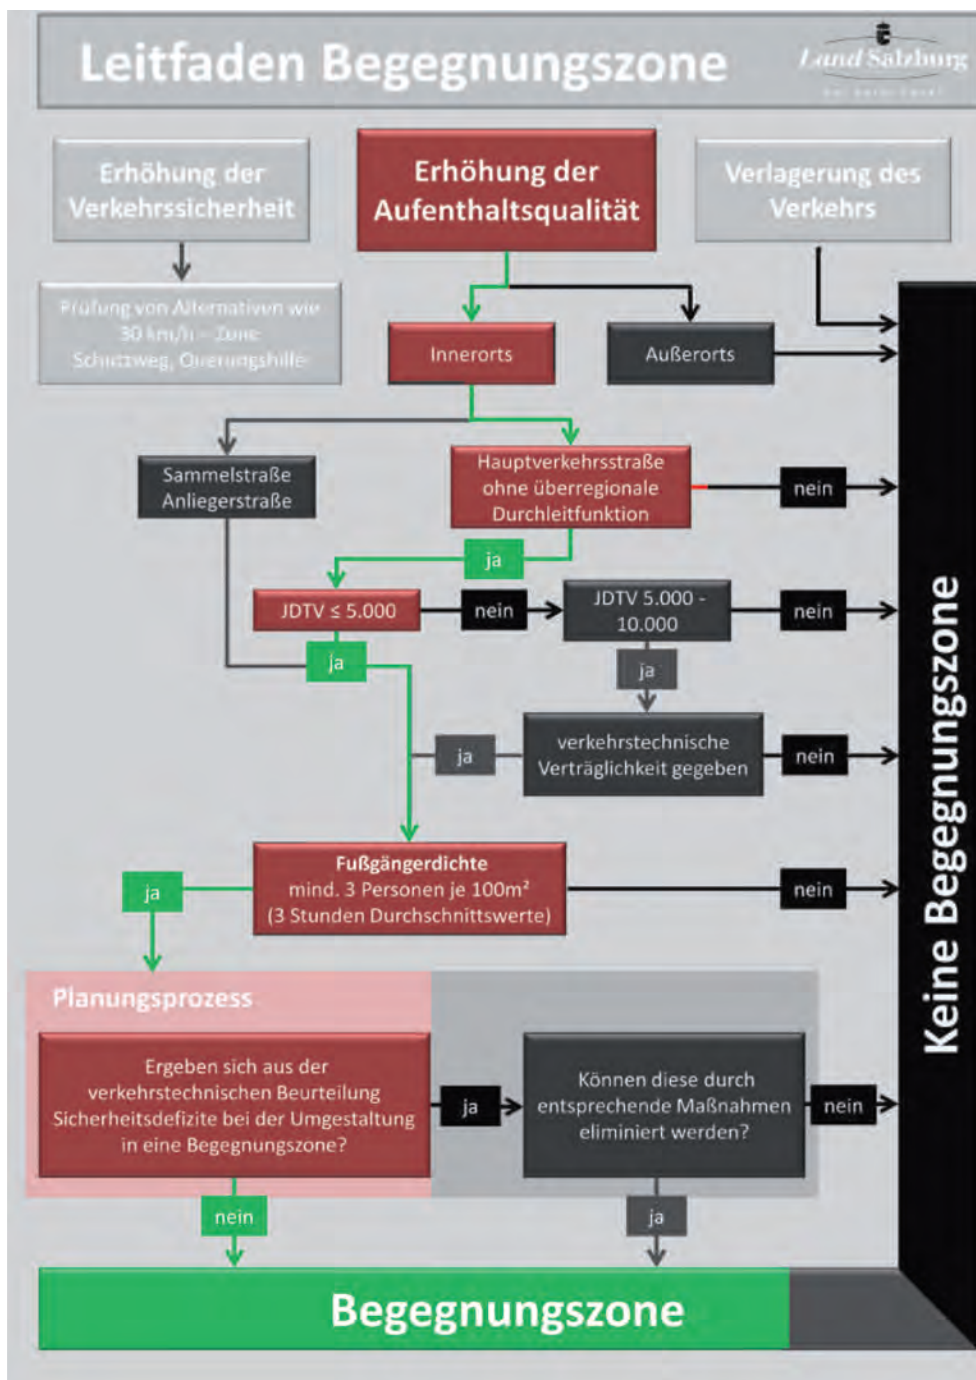 Leitfaden Begegnungszone
Land Salzburg
Erhöhung der
Verkehrssicherheit
Erhöhung der
Aufenthaltsqualität
Verlagerung des
Verkehrs
Prüfung von Alternativen wie
30 km/h – Zone
Schutzweg, Querungshilfe
Innerorts
Außerorts
Sammelstraße
Anliegerstraße
Hauptverkehrsstraße
ohne überregionale
Durchleitfunktion
nein
ja
JDTV ≤ 5.000
nein
JDTV 5.000 -
10.000
nein
ja
ja
verkehrstechnische
Verträglichkeit gegeben
ja
nein
Fußgängerdichte
mind. 3 Personen je 100m²
(3 Stunden Durchschnittswerte)
ja
nein
Planungsprozess
Ergeben sich aus der
verkehrstechnischen Beurteilung
Sicherheitsdefizite bei der Umgestaltung
in eine Begegnungszone?
ja
Können diese durch
entsprechende Maßnahmen
eliminiert werden?
nein
nein
ja
Begegnungszone
Keine Begegnungszone